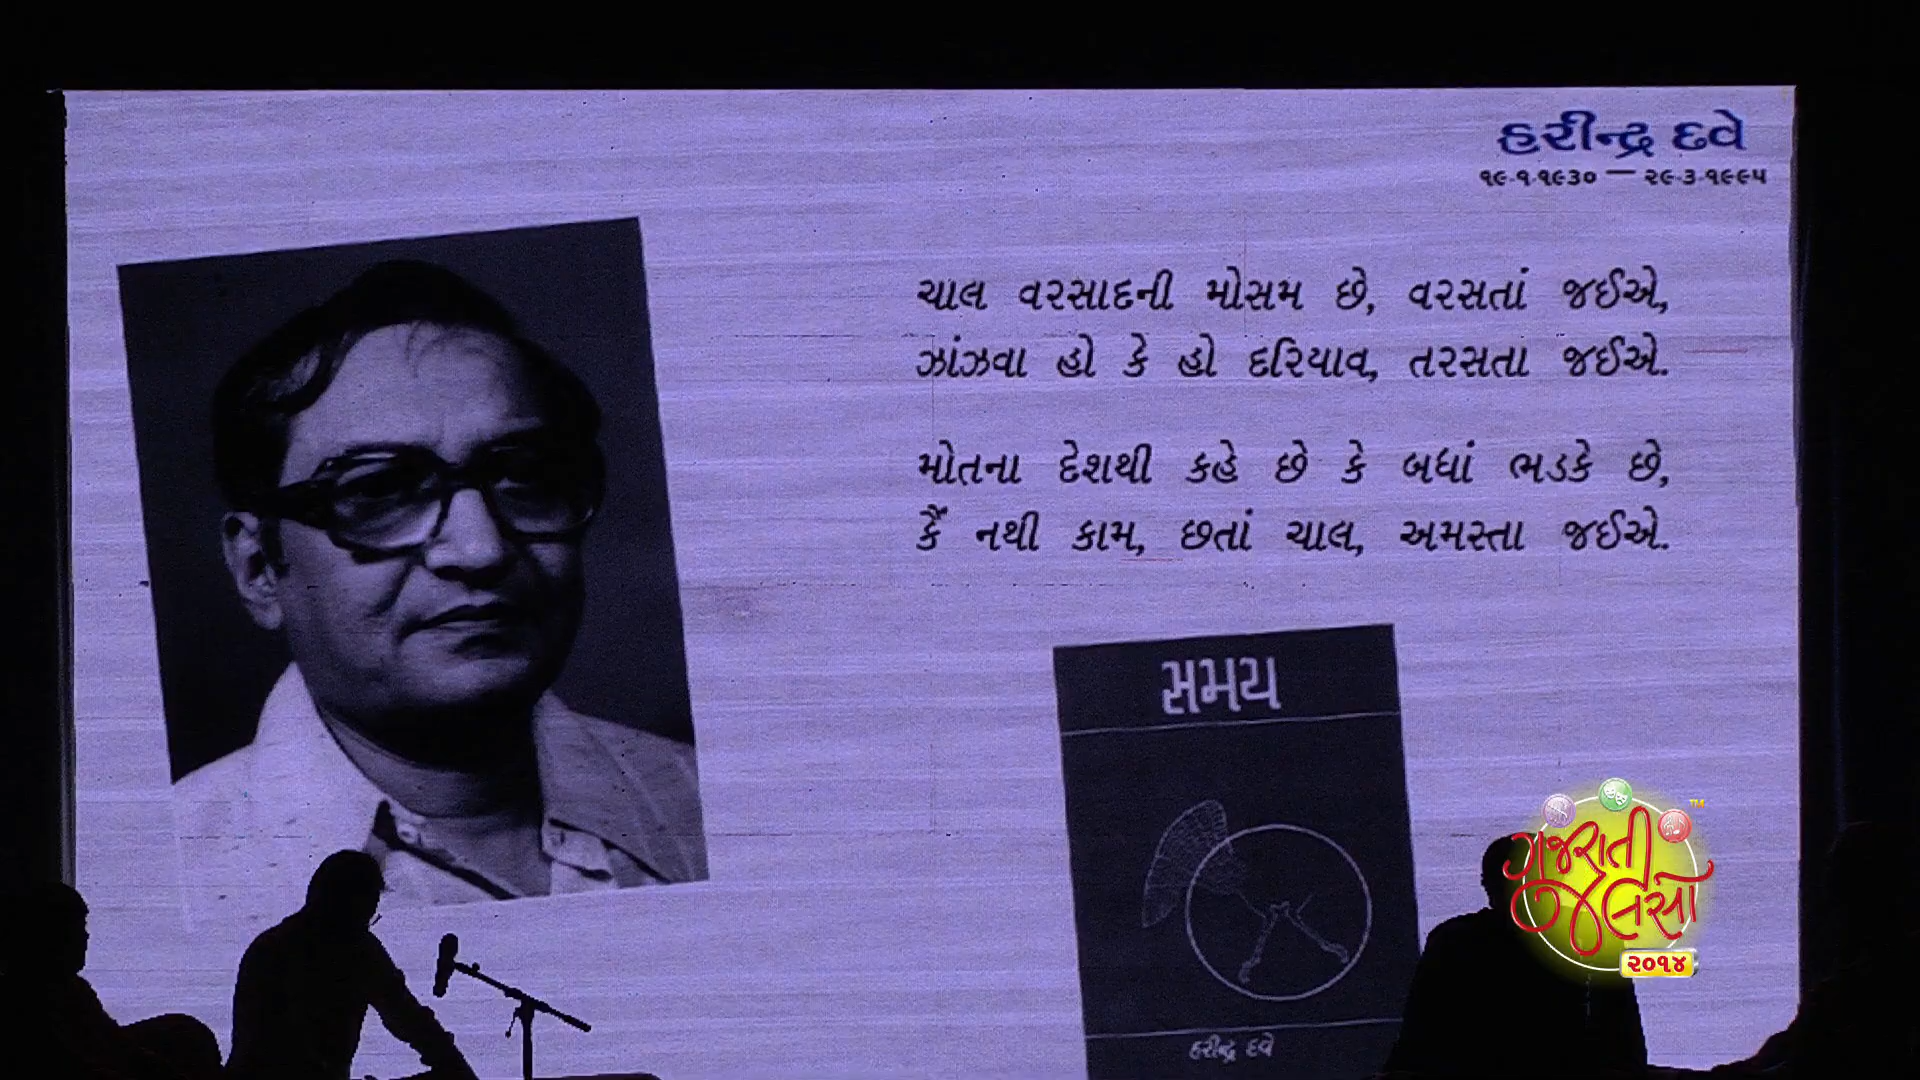 હરીન્દ્ર દવે
૧૯-૧-૧૯૩૦ — ૨૯-૩-૧૯૯૫
ચાલ વરસાદની મોસમ છે, વરસતાં જઈએ,
ઝાંઝવા હો કે હો દરિયાવ, તરસતા જઈએ.
મોતના દેશથી કહે છે કે બધાં ભડકે છે,
કૈં નથી કામ, છતાં ચાલ, અમસ્તા જઈએ.
સમય
હરીન્દ્ર દવે
ગુજરાતી
જલસો
૨૦૧૪
TM